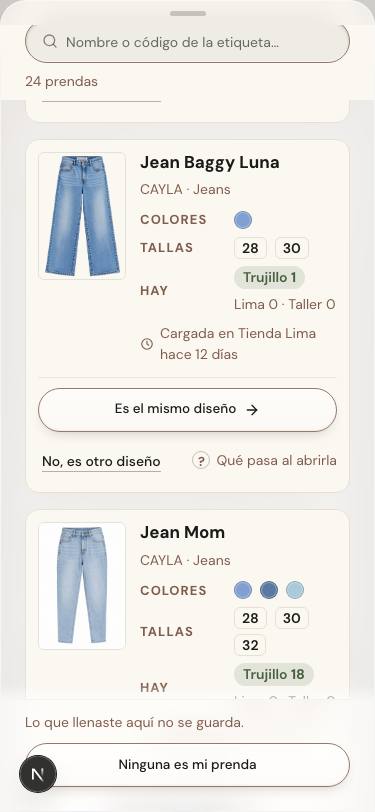 Nombre o código de la etiqueta...
24 prendas
Jean Baggy Luna
CAYLA · Jeans
COLORES
TALLAS 28 30
HAY Trujillo 1
Lima 0 · Taller 0
Cargada en Tienda Lima
hace 12 días
Es el mismo diseño →
No, es otro diseño ? Qué pasa al abrirla
Jean Mom
CAYLA · Jeans
COLORES
TALLAS 28 30
32
HAY Trujillo 18
Lo que llenaste aquí no se guarda.
Ninguna es mi prenda
N